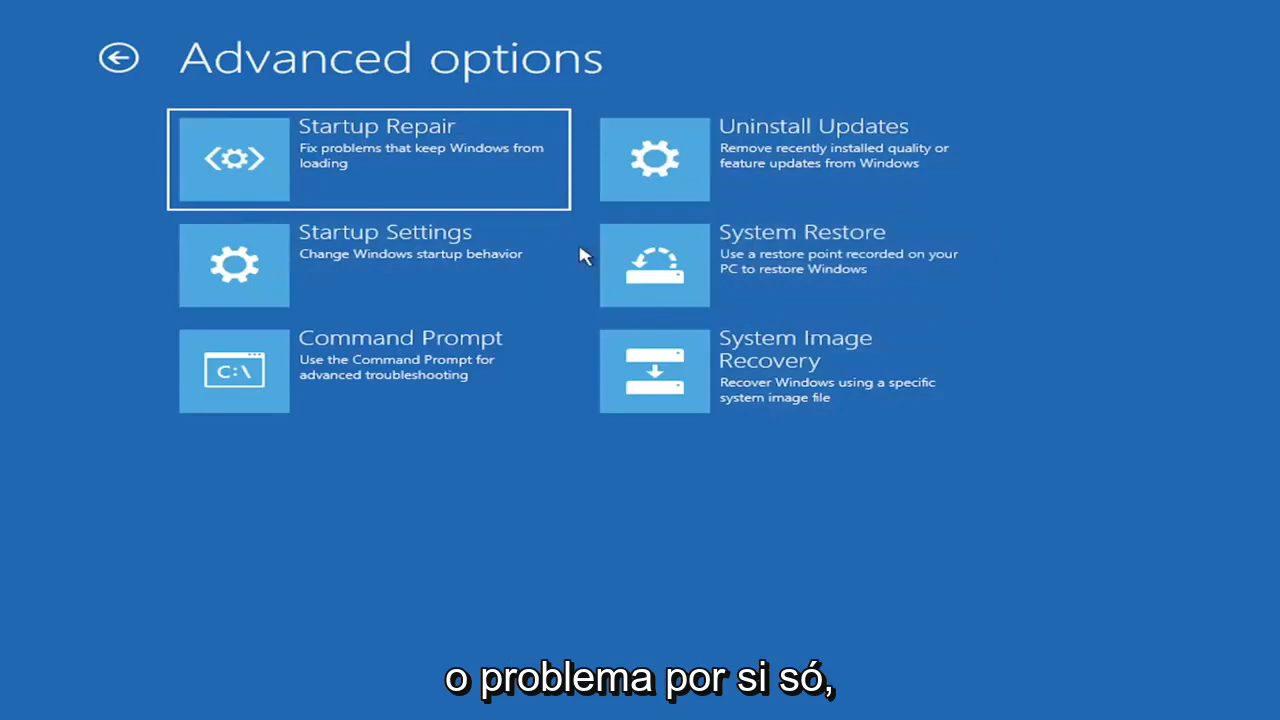 Advanced options
Startup Repair
Fix problems that keep Windows from
loading
Uninstall Updates
Remove recently installed quality or
feature updates from Windows
Startup Settings
Change Windows startup behavior
System Restore
Use a restore point recorded on your
PC to restore Windows
Command Prompt
Use the Command Prompt for
advanced troubleshooting
C:\
System Image
Recovery
Recover Windows using a specific
system image file
o problema por si só,